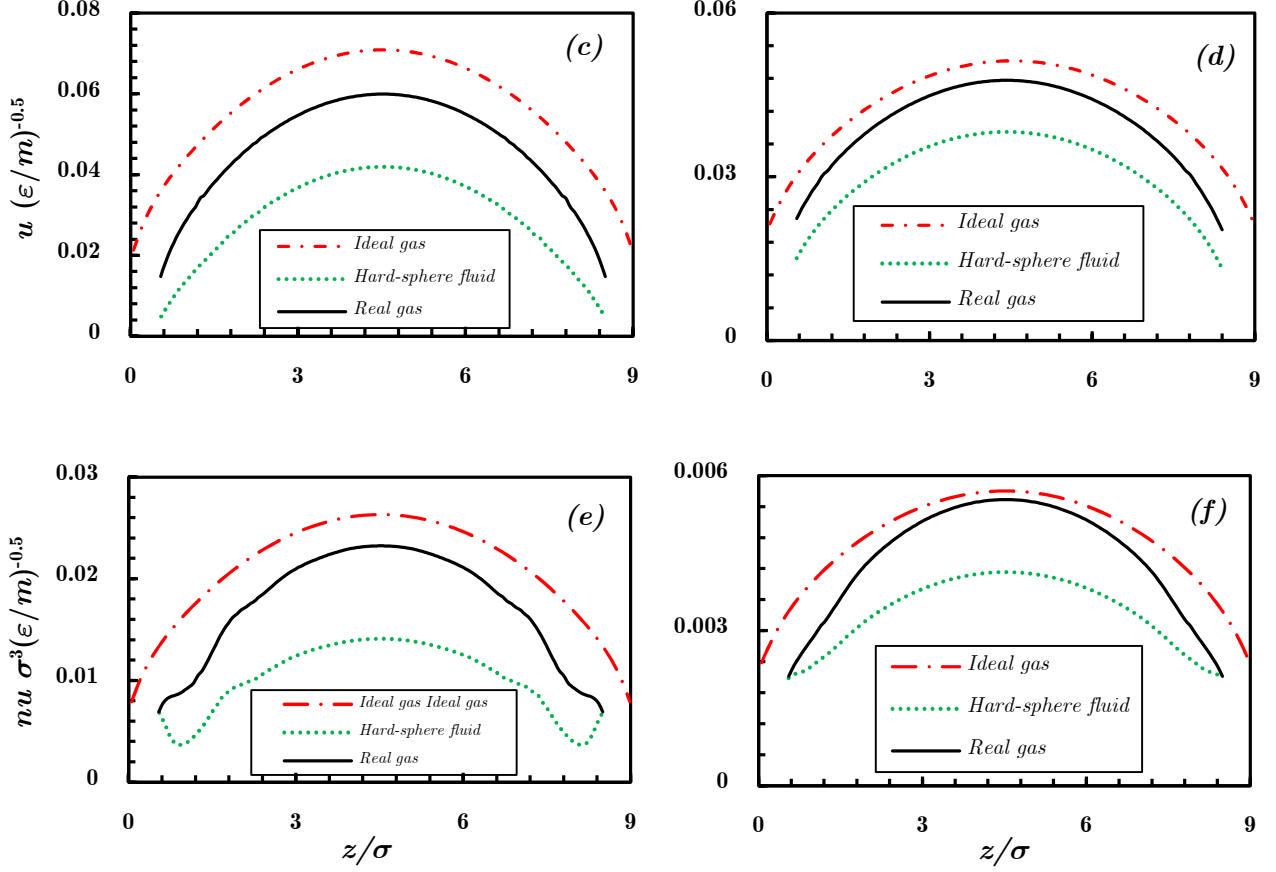 0.08
0.06
0.04
0.02
0
u (ε/m)^-0.5
(c)
Ideal gas
Hard-sphere fluid
Real gas
0
3
6
9
0.06
0.03
0
(d)
Ideal gas
Hard-sphere fluid
Real gas
0
3
6
9
0.03
0.02
0.01
0
nu σ^3(ε/m)^-0.5
(e)
Ideal gas Ideal gas
Hard-sphere fluid
Real gas
0
3
6
9
z/σ
0.006
0.003
0
(f)
Ideal gas
Hard-sphere fluid
Real gas
0
3
6
9
z/σ